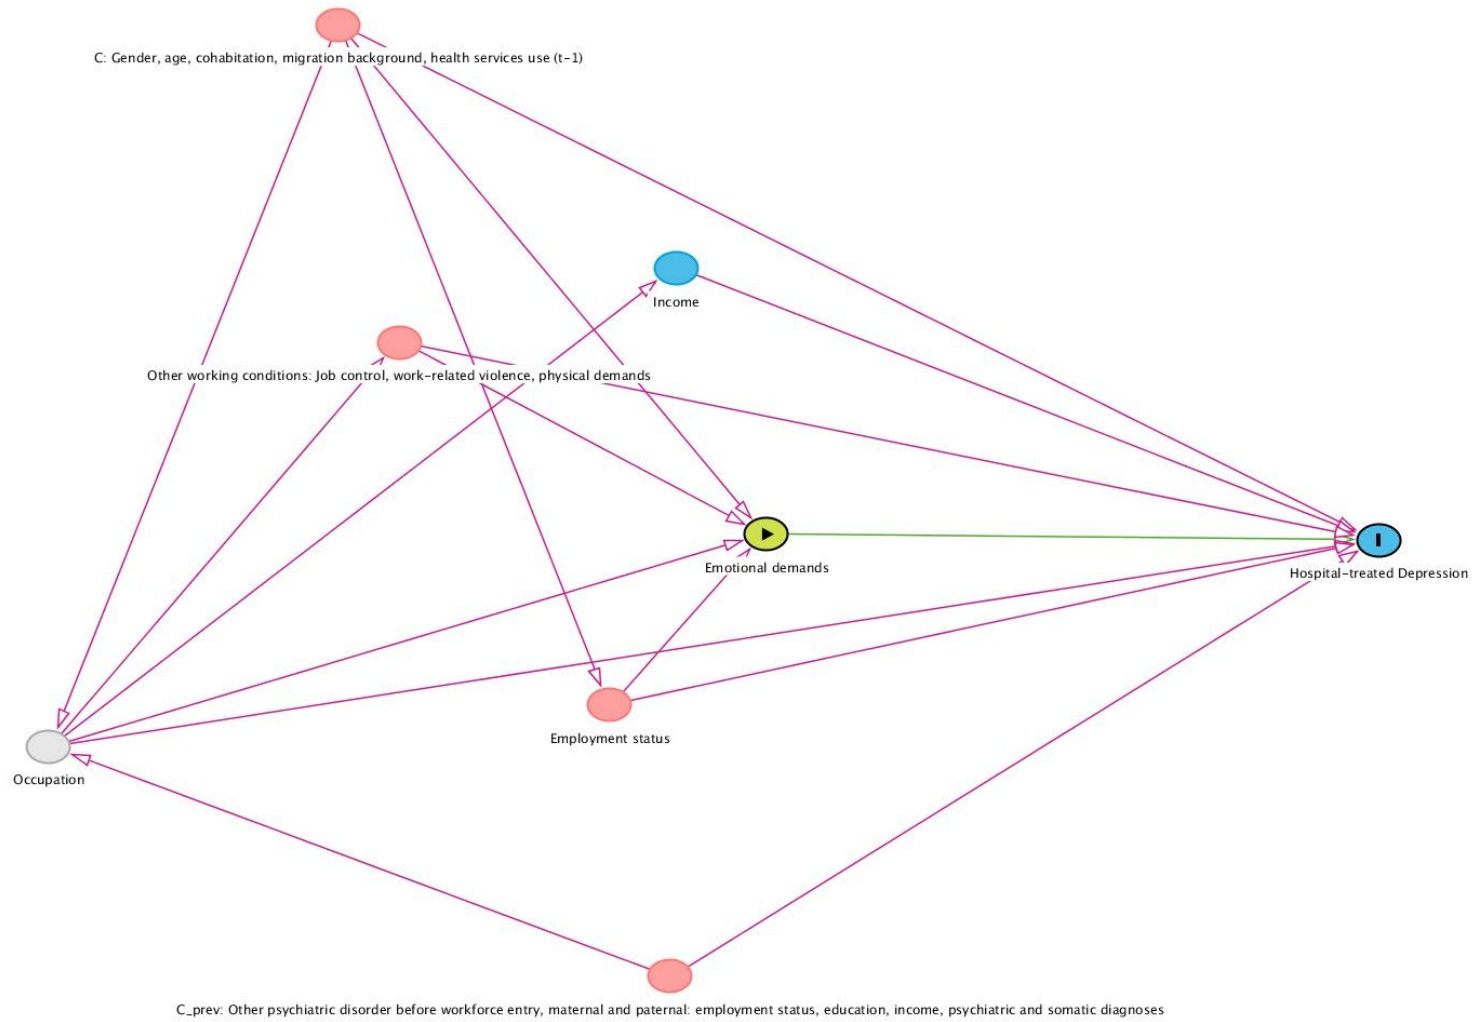 C: Gender, age, cohabitation, migration background, health services use (t-1)
Income
Other working conditions: Job control, work-related violence, physical demands
Emotional demands
Hospital-treated Depression
Employment status
Occupation
C_prev: Other psychiatric disorder before workforce entry, maternal and paternal: employment status, education, income, psychiatric and somatic diagnoses